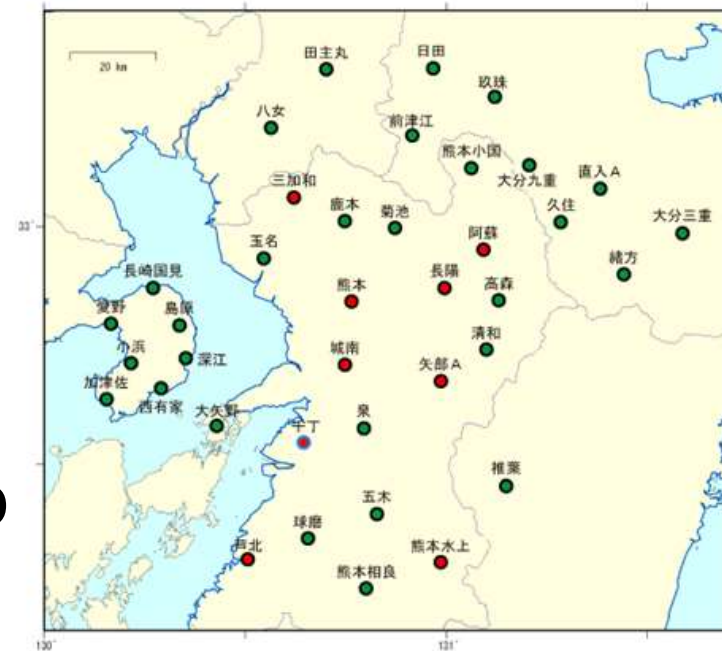 20 km
田主丸
日田
玖珠
八女
前津江
熊本小国
大分九重
直入A
三加和
鹿本
菊池
久住
大分三重
33°
玉名
阿蘇
緒方
長崎国見
熊本
長陽
高森
愛野
島原
清和
小浜
深江
城南
矢部A
加津佐
西有家
大矢野
泉
千丁
椎葉
五木
球磨
芦北
熊本水上
熊本相良
130°
131°